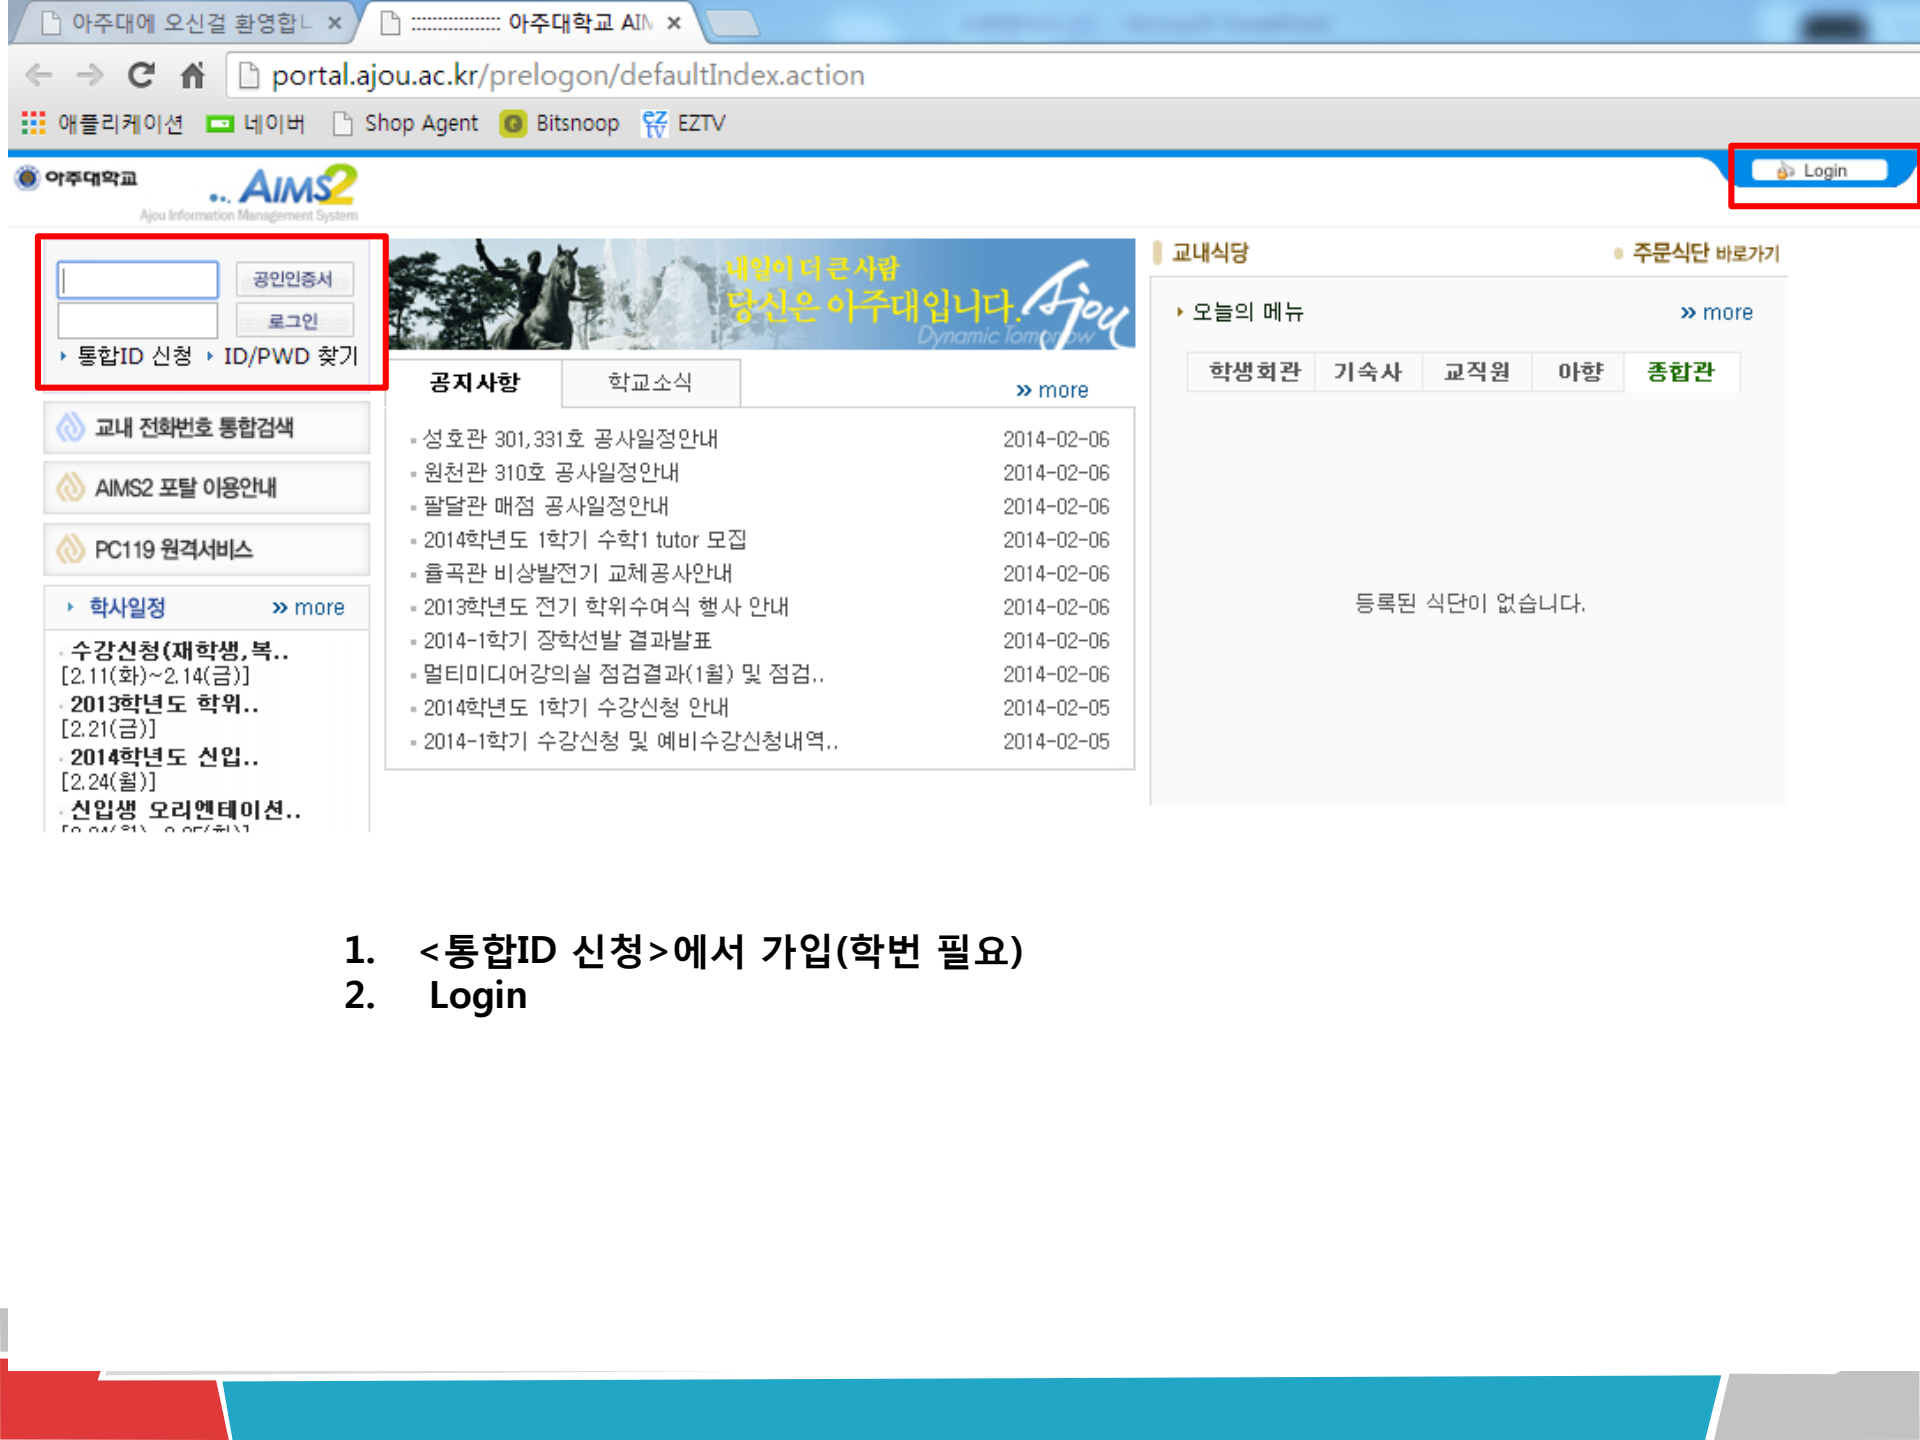 아주대에 오신걸 환영합ㄴ
:::::::::::::::::: 아주대학교 AIM
portal.ajou.ac.kr/prelogon/defaultIndex.action
애플리케이션 네이버 Shop Agent Bitsnoop EZTV
아주대학교 AIMS2
Ajou Information Management System
Login
공인인증서
로그인
통합ID 신청 ID/PWD 찾기
교내 전화번호 통합검색
AIMS2 포탈 이용안내
PC119 원격서비스
학사일정 » more
수강신청(재학생,복..
[2.11(화)~2.14(금)]
2013학년도 학위..
[2.21(금)]
2014학년도 신입..
[2.24(월)]
신입생 오리엔테이션..
내일이 더 큰 사람
당신은 아주대입니다.
Ajou
Dynamic Tomorrow
공지사항 학교소식 » more
성호관 301,331호 공사일정안내 2014-02-06
원천관 310호 공사일정안내 2014-02-06
팔달관 매점 공사일정안내 2014-02-06
2014학년도 1학기 수학1 tutor 모집 2014-02-06
율곡관 비상발전기 교체공사안내 2014-02-06
2013학년도 전기 학위수여식 행사 안내 2014-02-06
2014-1학기 장학선발 결과발표 2014-02-06
멀티미디어강의실 점검결과(1월) 및 점검.. 2014-02-06
2014학년도 1학기 수강신청 안내 2014-02-05
2014-1학기 수강신청 및 예비수강신청내역.. 2014-02-05
교내식당 주문식단 바로가기
오늘의 메뉴 » more
학생회관 기숙사 교직원 아향 종합관
등록된 식단이 없습니다.
1. <통합ID 신청>에서 가입(학번 필요)
2. Login